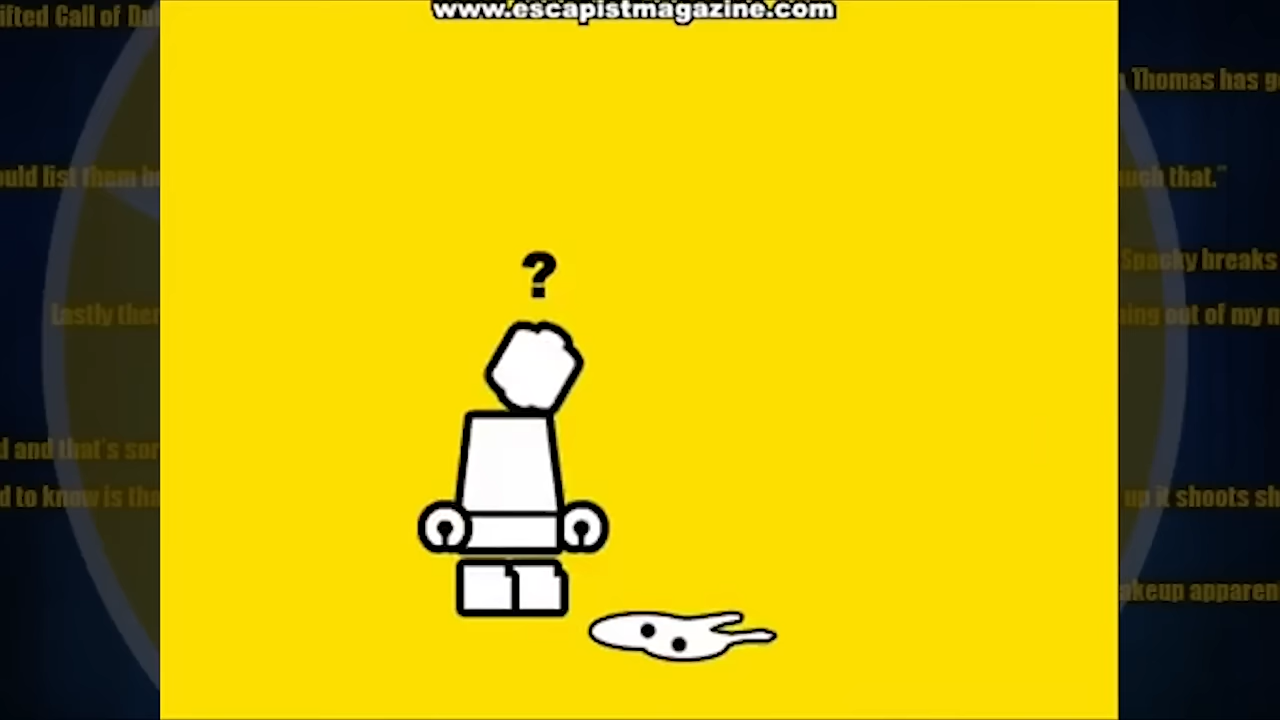 www.escapistmagazine.com
ifted Call of Du
Thomas has g
ould list them
uch that."
Spacky breaks
Lastly the
ing out of my
?
d and that's so
d to know is th
up it shoots sh
akeup apparen